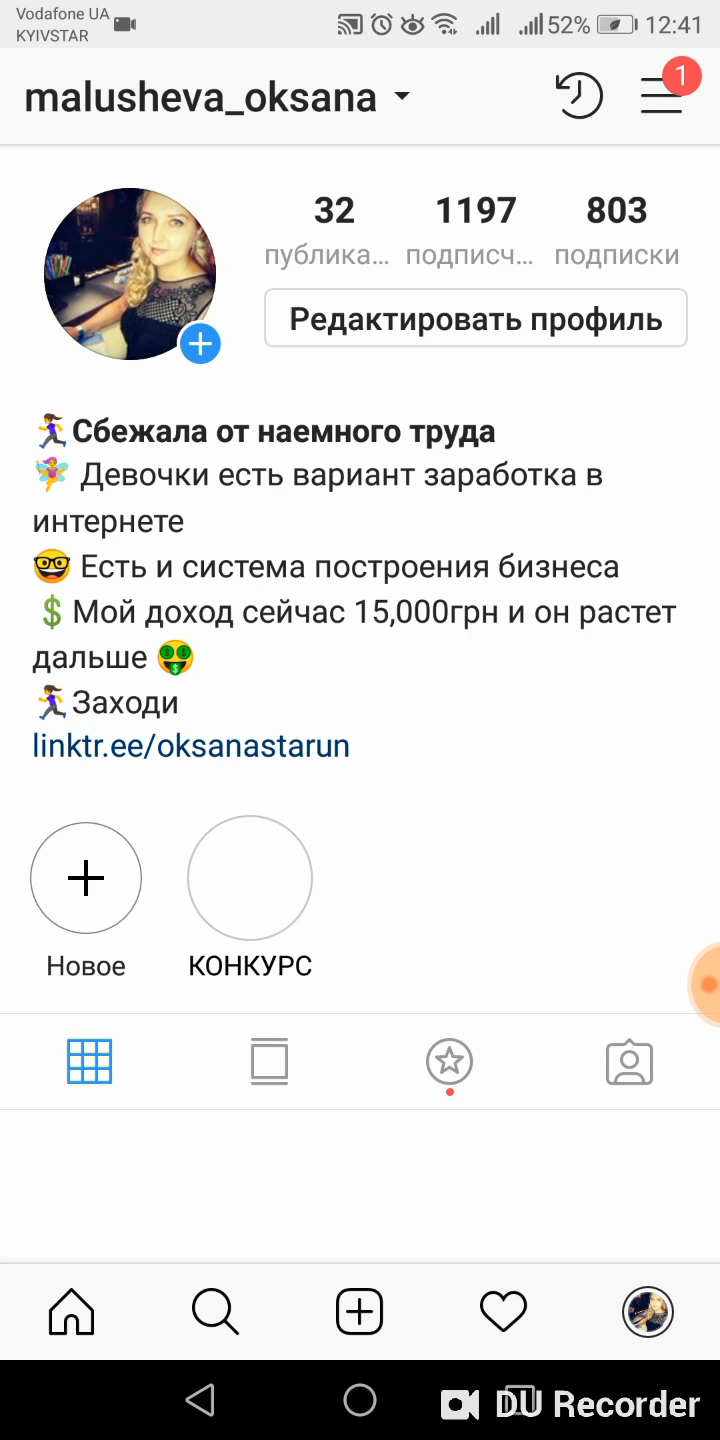 Vodafone UA
KYIVSTAR
52% 12:41
malusheva_oksana
1
32 1197 803
публика... подписч... подписки
Редактировать профиль
🏃‍♀️Сбежала от наемного труда
🧚‍♀️ Девочки есть вариант заработка в
интернете
🤓 Есть и система построения бизнеса
💲Мой доход сейчас 15,000грн и он растет
дальше 🤑
🏃‍♀️Заходи
linktr.ee/oksanastarun
Новое КОНКУРС
DU Recorder